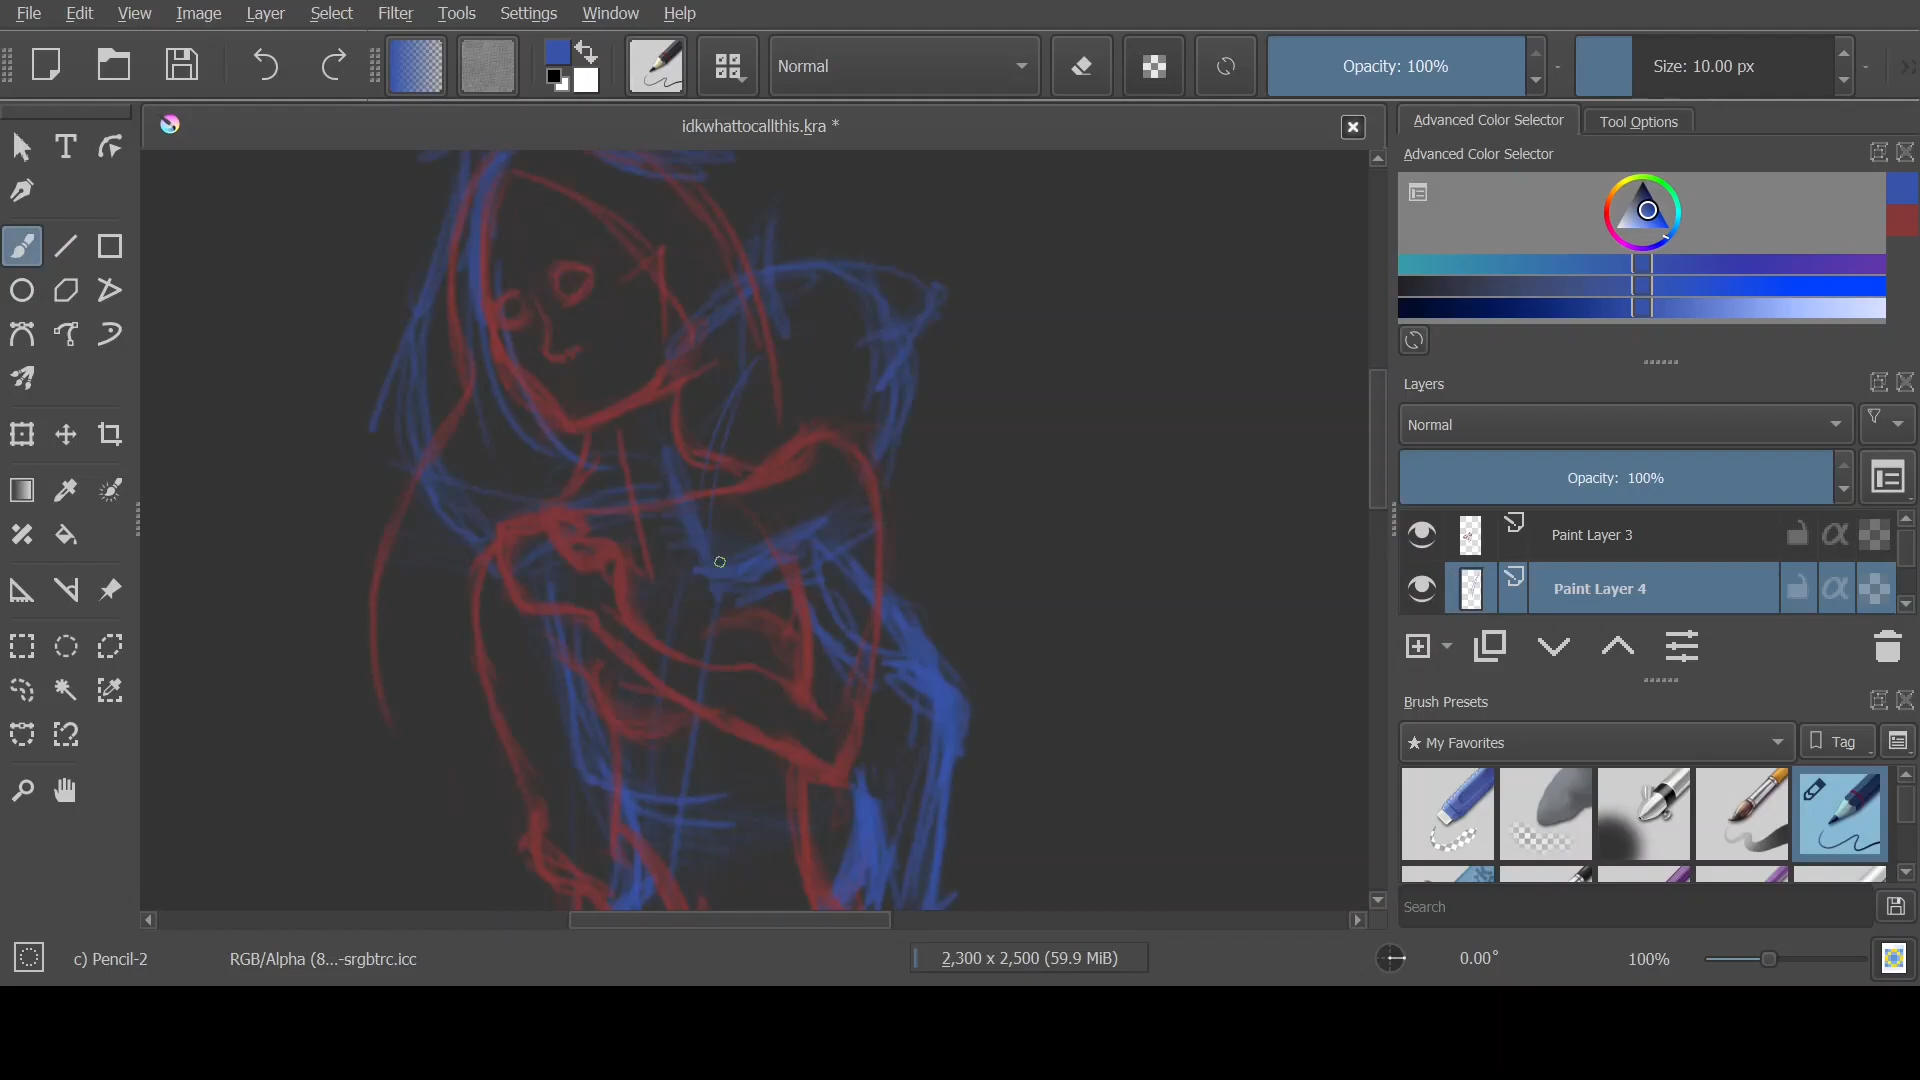 File Edit View Image Layer Select Filter Tools Settings Window Help
Normal
Opacity: 100%
Size: 10.00 px
idkwhattocallthis.kra *
Advanced Color Selector
Tool Options
Advanced Color Selector
Layers
Normal
Opacity: 100%
Paint Layer 3
Paint Layer 4
Brush Presets
★ My Favorites
Tag
Search
c) Pencil-2
RGB/Alpha (8...-srgbtrc.icc
2,300 x 2,500 (59.9 MiB)
0.00°
100%